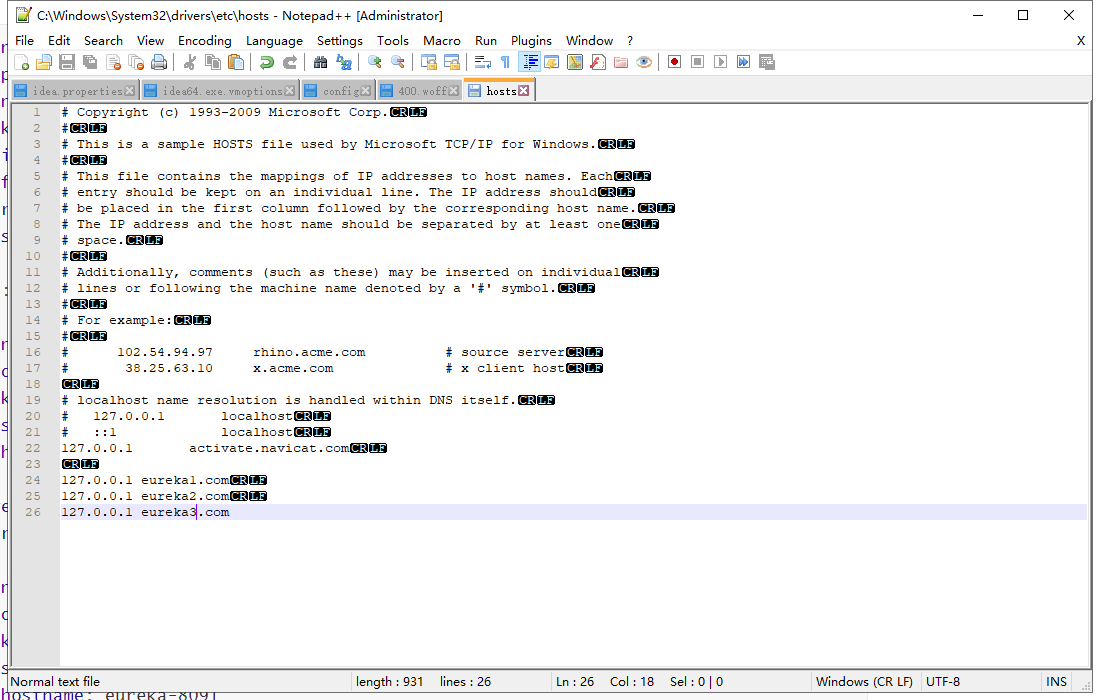 C:\Windows\System32\drivers\etc\hosts - Notepad++ [Administrator]
File Edit Search View Encoding Language Settings Tools Macro Run Plugins Window ? X
idea.properties idea64.exe.vmoptions config 400.woff hosts
1 # Copyright (c) 1993-2009 Microsoft Corp.CRLF
2 #CRLF
3 # This is a sample HOSTS file used by Microsoft TCP/IP for Windows.CRLF
4 #CRLF
5 # This file contains the mappings of IP addresses to host names. EachCRLF
6 # entry should be kept on an individual line. The IP address shouldCRLF
7 # be placed in the first column followed by the corresponding host name.CRLF
8 # The IP address and the host name should be separated by at least oneCRLF
9 # space.CRLF
10 #CRLF
11 # Additionally, comments (such as these) may be inserted on individualCRLF
12 # lines or following the machine name denoted by a '#' symbol.CRLF
13 #CRLF
14 # For example:CRLF
15 #CRLF
16 #      102.54.94.97     rhino.acme.com          # source serverCRLF
17 #       38.25.63.10     x.acme.com              # x client hostCRLF
18 CRLF
19 # localhost name resolution is handled within DNS itself.CRLF
20 #   127.0.0.1       localhostCRLF
21 #   ::1             localhostCRLF
22 127.0.0.1       activate.navicat.comCRLF
23 CRLF
24 127.0.0.1 eureka1.comCRLF
25 127.0.0.1 eureka2.comCRLF
26 127.0.0.1 eureka3.com
Normal text file length : 931 lines : 26 Ln : 26 Col : 18 Sel : 0 | 0 Windows (CR LF) UTF-8 INS
hostname: eureka-8091